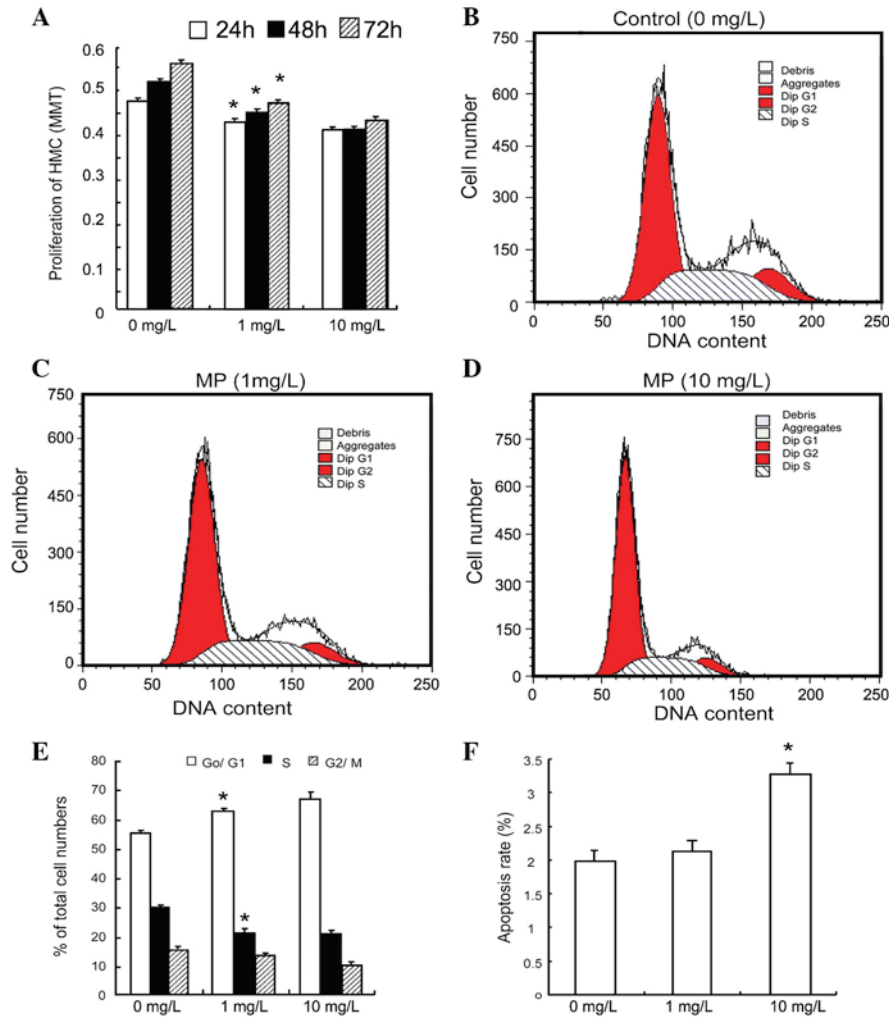 A
24h 48h 72h
Proliferation of HMC (MMT)
0.6
0.5
0.4
0.2
0.2
0.1
0
* * *
0 mg/L 1 mg/L 10 mg/L
B
Control (0 mg/L)
Cell number
750
600
450
300
150
0
Debris
Aggregates
Dip G1
Dip G2
Dip S
0 50 100 150 200 250
DNA content
C
MP (1mg/L)
Cell number
750
600
450
300
150
0
Debris
Aggregates
Dip G1
Dip G2
Dip S
0 50 100 150 200 250
DNA content
D
MP (10 mg/L)
Cell number
750
600
450
300
150
0
Debris
Aggregates
Dip G1
Dip G2
Dip S
0 50 100 150 200 250
DNA content
E
% of total cell numbers
80
70
60
50
40
30
20
10
0
Go/ G1 S G2/ M
*
*
0 mg/L 1 mg/L 10 mg/L
F
Apoptosis rate (%)
3.5
3
2.5
2
1.5
1
0.5
0
*
0 mg/L 1 mg/L 10 mg/L